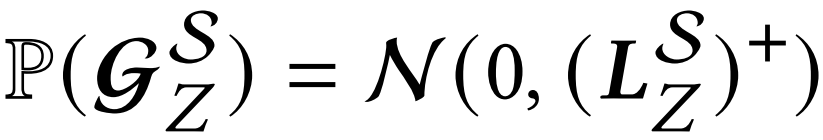 ℙ(𝓖_Z^𝒮) = 𝒩(0, (𝑳_Z^𝒮)^+)